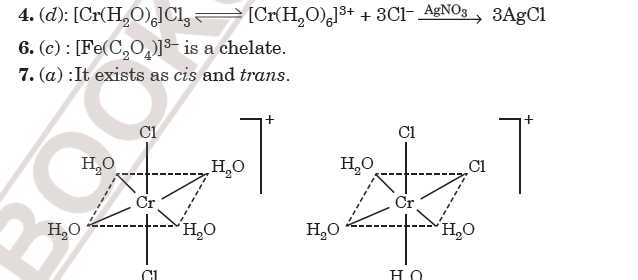 4. (d): [Cr(H₂O)₆]Cl₃ ⇌ [Cr(H₂O)₆]³⁺ + 3Cl⁻ —AgNO₃→ 3AgCl
6. (c) : [Fe(C₂O₄)]³⁻ is a chelate.
7. (a) :It exists as cis and trans.
+ +
Cl Cl
H₂O H₂O H₂O Cl
Cr Cr
H₂O H₂O H₂O H₂O
Cl H₂O
BOOK